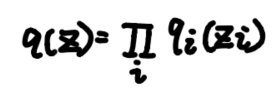 q(z) = ∏_i q_i(z_i)